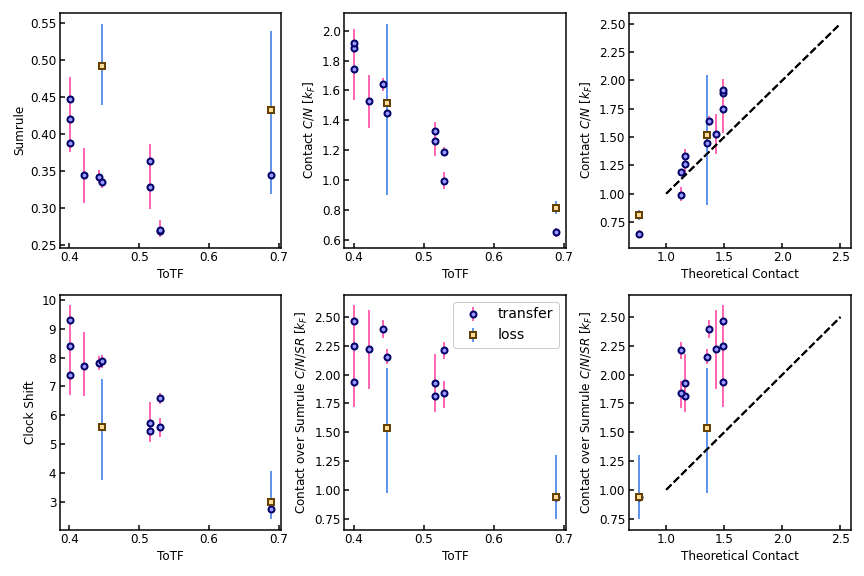 0.55
0.50
0.45
0.40
0.35
0.30
0.25
Sumrule
0.4 0.5 0.6 0.7
ToTF
2.0
1.8
1.6
1.4
1.2
1.0
0.8
0.6
Contact C/N [k_F]
0.4 0.5 0.6 0.7
ToTF
2.50
2.25
2.00
1.75
1.50
1.25
1.00
0.75
Contact C/N [k_F]
1.0 1.5 2.0 2.5
Theoretical Contact
10
9
8
7
6
5
4
3
Clock Shift
0.4 0.5 0.6 0.7
ToTF
transfer
loss
2.50
2.25
2.00
1.75
1.50
1.25
1.00
0.75
Contact over Sumrule C/N/SR [k_F]
0.4 0.5 0.6 0.7
ToTF
2.50
2.25
2.00
1.75
1.50
1.25
1.00
0.75
Contact over Sumrule C/N/SR [k_F]
1.0 1.5 2.0 2.5
Theoretical Contact